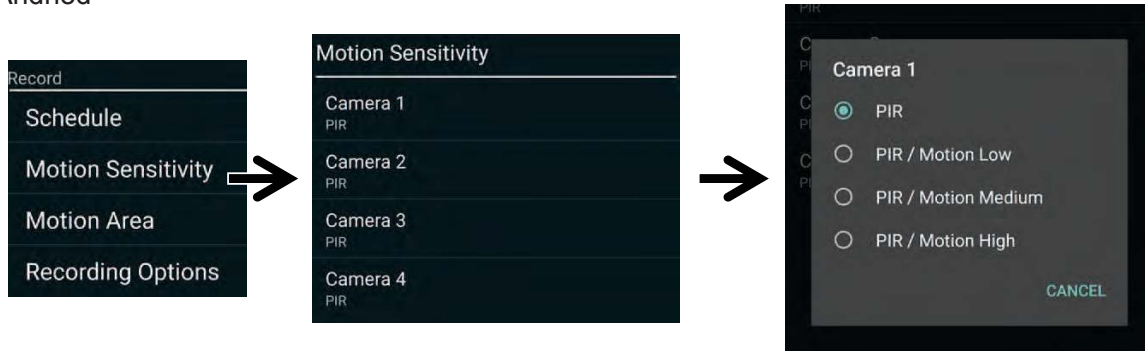 Record
Schedule
Motion Sensitivity
Motion Area
Recording Options
Motion Sensitivity
Camera 1
PIR
Camera 2
PIR
Camera 3
PIR
Camera 4
PIR
PIR
Camera 1
PIR
PIR / Motion Low
PIR / Motion Medium
PIR / Motion High
CANCEL